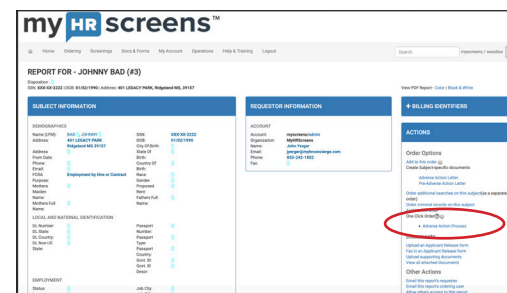 my HR screens™
Home Ordering Screenings Docs & Forms My Account Operations Help & Training Logout
Search
myscreens / wwsites
REPORT FOR - JOHNNY BAD (#3)
Disposition :
SSN: XXX-XX-2222 | DOB: 01/02/1990 | Address: 401 LEGACY PARK, Ridgeland MS, 39157
View PDF Report - Color | Black & White
SUBJECT INFORMATION
DEMOGRAPHICS
Name (LFM): BAD, JOHNNY
Address: 401 LEGACY PARK
Ridgeland MS 39157
Address
From Date:
Phone:
Email:
FCRA Employment by Hire or Contract
Purpose:
Mothers
Maiden
Name:
Mothers Full
Name:
SSN: XXX-XX-2222
DOB: 01/02/1990
City Of Birth:
State Of
Birth:
Country Of
Birth:
Race:
Gender:
Proposed
Rent:
Fathers Full
Name:
LOCAL AND NATIONAL IDENTIFICATION
DL Number:
DL State:
DL Country:
DL Non-US
State:
Passport
Number:
Passport
Type:
Passport
Country:
Govt. ID
Govt. ID
Descr:
EMPLOYMENT
Status:
Job City:
REQUESTOR INFORMATION
ACCOUNT
Account: myscreens/admin
Organization: MyHRScreens
Name: John Yarger
Phone: 855-242-1802
Fax:
+ BILLING IDENTIFIERS
ACTIONS
Order Options
Add to this order
Create Subject-specific documents
Adverse Action Letter
Pre-Adverse Action Letter
Order additional searches on this subject(as a separate
order)
Order criminal records on this subject
One Click Order
Adverse Action Process
Upload an Applicant Release form
Fax in an Applicant Release form
Upload supporting documents
View all attached documents
Other Actions
Email this report's requester
Email this report's ordering user
Allow others access to this report